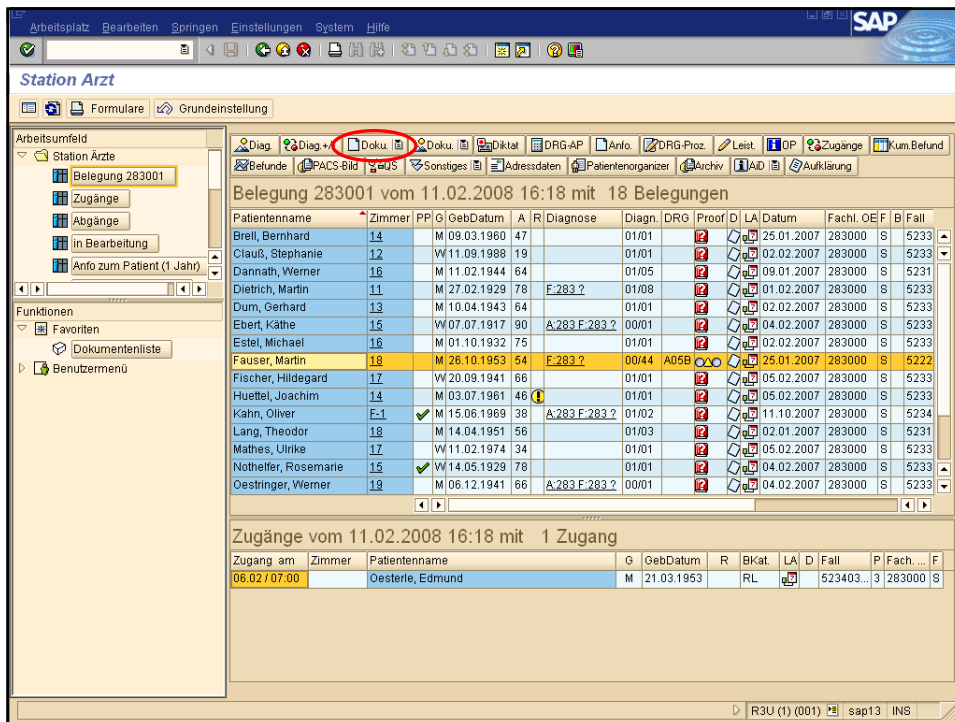 Arbeitsplatz Bearbeiten Springen Einstellungen System Hilfe
SAP
Station Arzt
Formulare Grundeinstellung
Arbeitsumfeld
Station Ärzte
Belegung 283001
Zugänge
Abgänge
in Bearbeitung
Anfo zum Patient (1 Jahr)
Funktionen
Favoriten
Dokumentenliste
Benutzermenü
Diag. Diag.+/ Doku. Doku. Diktat DRG-AP Anfo. DRG-Proz. Leist. OP Zugänge Kum.Befund
Befunde PACS-Bild QS Sonstiges Adressdaten Patientenorganizer Archiv AiD Aufklärung
Belegung 283001 vom 11.02.2008 16:18 mit 18 Belegungen
Patientenname Zimmer PP G GebDatum A R Diagnose Diagn. DRG Proof D LA Datum Fachl. OE F B Fall
Brell, Bernhard 14 M 09.03.1960 47 01/01 25.01.2007 283000 S 5233
Clauß, Stephanie 12 W 11.09.1988 19 01/01 02.02.2007 283000 S 5233
Dannath, Werner 16 M 11.02.1944 64 01/05 09.01.2007 283000 S 5231
Dietrich, Martin 11 M 27.02.1929 78 F:283 ? 01/08 01.02.2007 283000 S 5233
Dum, Gerhard 13 M 10.04.1943 64 01/01 02.02.2007 283000 S 5233
Ebert, Käthe 15 W 07.07.1917 90 A:283 F:283 ? 00/01 04.02.2007 283000 S 5233
Estel, Michael 16 M 01.10.1932 75 01/01 02.02.2007 283000 S 5233
Fauser, Martin 18 M 26.10.1953 54 F:283 ? 00/44 A05B 25.01.2007 283000 S 5222
Fischer, Hildegard 17 W 20.09.1941 66 01/01 05.02.2007 283000 S 5233
Huettel, Joachim 14 M 03.07.1961 46 01/01 05.02.2007 283000 S 5233
Kahn, Oliver F-1 M 15.06.1969 38 A:283 F:283 ? 01/02 11.10.2007 283000 S 5234
Lang, Theodor 18 M 14.04.1951 56 01/03 02.01.2007 283000 S 5231
Mathes, Ulrike 17 W 11.02.1974 34 01/01 05.02.2007 283000 S 5233
Nothelfer, Rosemarie 15 W 14.05.1929 78 01/01 04.02.2007 283000 S 5233
Oestringer, Werner 19 M 06.12.1941 66 A:283 F:283 ? 00/01 04.02.2007 283000 S 5233
Zugänge vom 11.02.2008 16:18 mit 1 Zugang
Zugang am Zimmer Patientenname G GebDatum R BKat. LA D Fall P Fach. ... F
06.02 / 07:00 Oesterle, Edmund M 21.03.1953 RL 523403... 3 283000 S
R3U (1) (001) sap13 INS